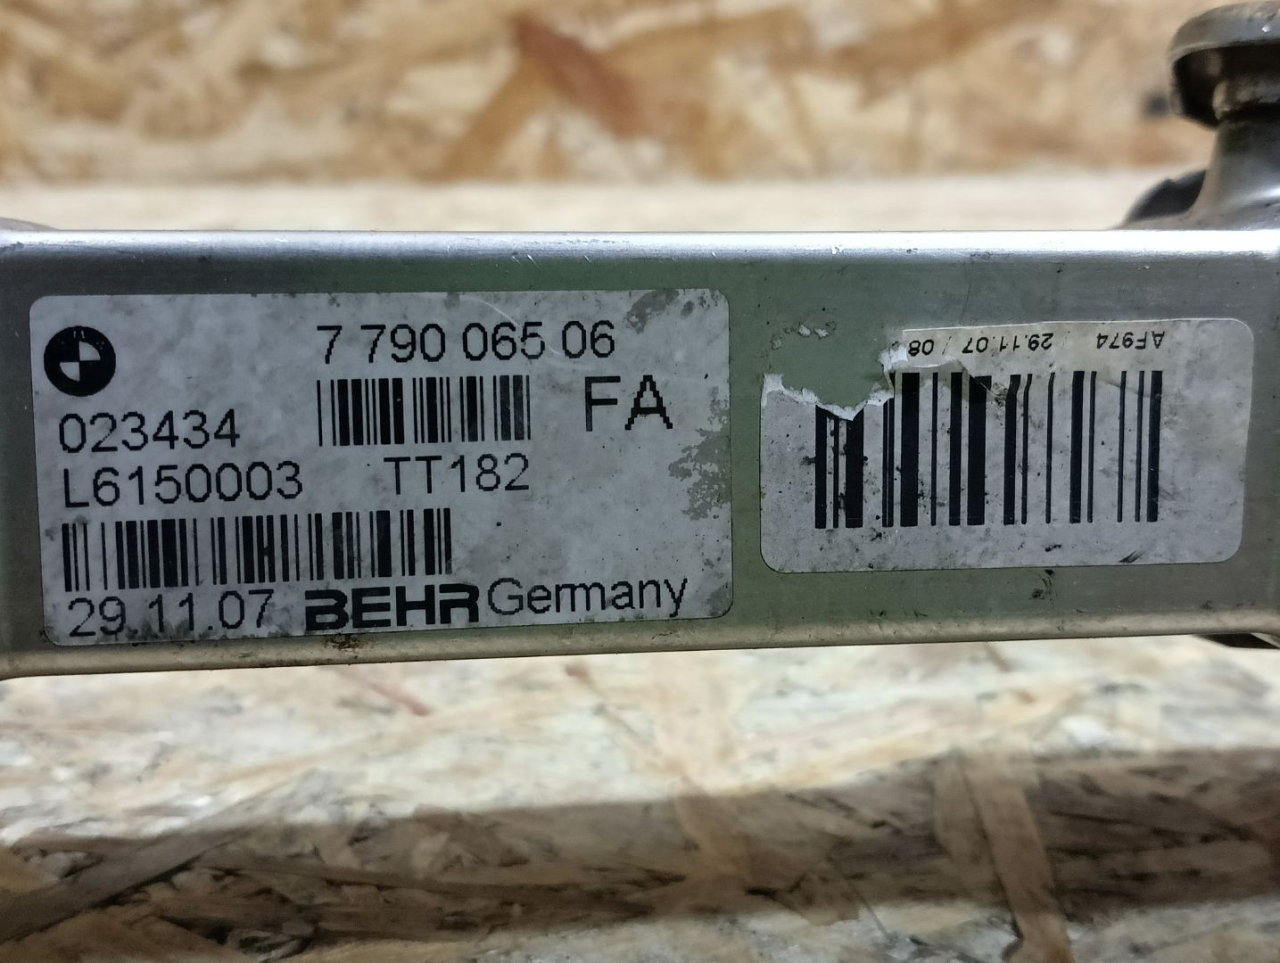 7 790 065 06
FA
023434
L6150003 TT182
29.11.07 BEHR Germany
AF974 / 29.11.07 / 08